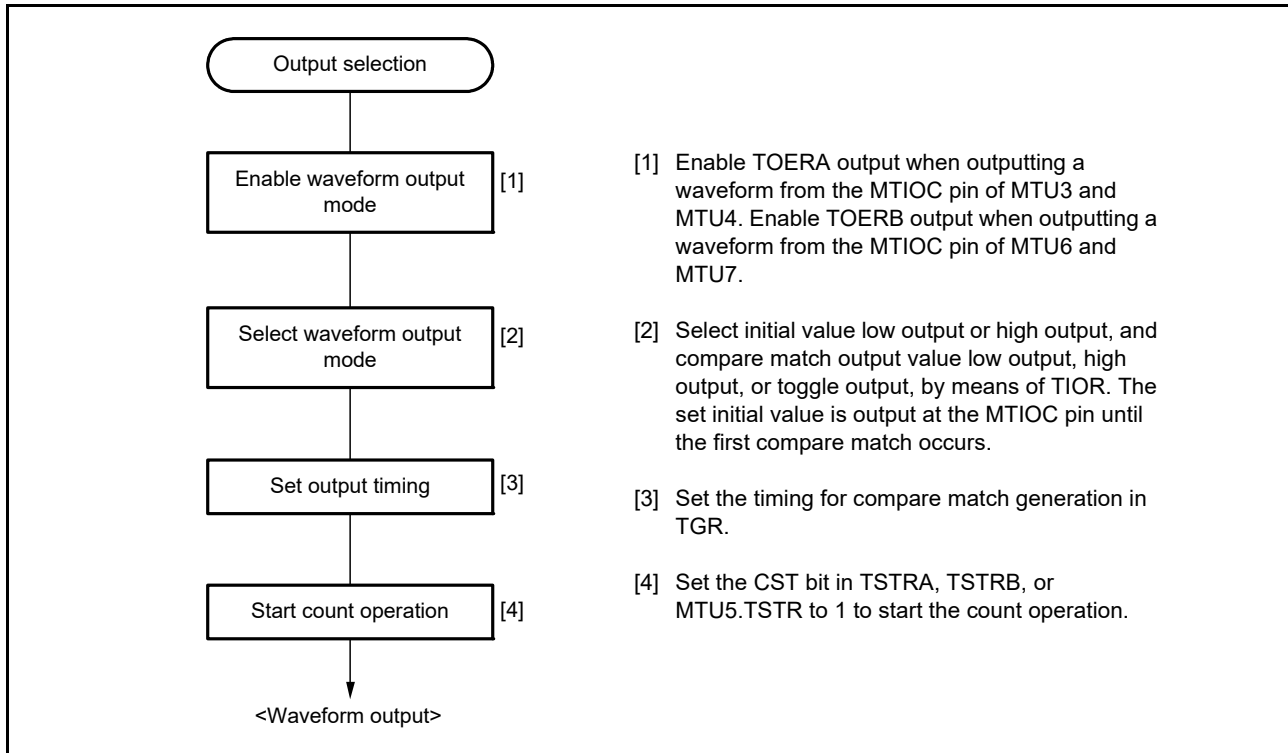 Output selection
Enable waveform output
mode
[1]
Select waveform output
mode
[2]
Set output timing
[3]
Start count operation
[4]
<Waveform output>
[1] Enable TOERA output when outputting a
waveform from the MTIOC pin of MTU3 and
MTU4. Enable TOERB output when outputting a
waveform from the MTIOC pin of MTU6 and
MTU7.
[2] Select initial value low output or high output, and
compare match output value low output, high
output, or toggle output, by means of TIOR. The
set initial value is output at the MTIOC pin until
the first compare match occurs.
[3] Set the timing for compare match generation in
TGR.
[4] Set the CST bit in TSTRA, TSTRB, or
MTU5.TSTR to 1 to start the count operation.